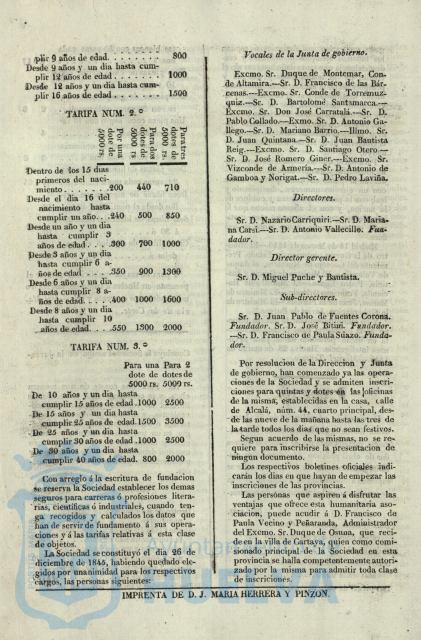 plir 9 años de edad . . . . . . . 800
Desde 9 años y un dia hasta cum-
plir 12 años de edad . . . . . . 1000
Desde 12 años y un dia hasta cum-
plir 16 años de edad . . . . . . 1500
TARIFA NUM. 2.º
Por una dote de 5000 rs.
Para dos dotes de 5000 rs
Para tres dotes de 5000 rs.
Dentro de los 15 dias
primeros del naci-
miento . . . . . . . 200 440 710
Desde el dia 16 del
nacimiento hasta
cumplir un año. . . 240 500 850
Desde un año y un dia
hasta cumplir 3
años de edad. . . . 300 700 1000
Desde 3 años y un dia
hasta cumplir 6 a-
ños de edad. . . . . 350 900 1300
Desde 6 años y un dia
hasta cumplir 8 a-
ños de edad. . . . . 400 1000 1600
Desde 8 años y un dia
hasta cumplir 10
años de edad. . . . 550 1300 2000
TARIFA NUM. 3.º
Para una Para 2
dote de dotes de
5000 rs. 5000 rs.
De 10 años y un dia hasta
cumplir 15 años de edad. 1000 2500
De 15 años y un dia hasta
cumplir 25 años de edad. 1500 3500
De 25 años y un dia hasta
cumplir 30 años de edad. 1000 2500
De 30 años y un dia hasta
cumplir 40 años de edad. 800 2000
Con arreglo á la escritura de fundacion
se reserva la Sociedad establecer los demas
seguros para carreras ó profesiones litera-
rias, cientificas ó industriales, cuando ten-
ga recogidos y calculados los datos que
han de servir de fundamento á sus opera-
ciones y á las tarifas relativas á esta clase
de objetos.
La Sociedad se constituyó el dia 26 de
diciembre de 1845, habiendo quedado ele-
gidos por unanimidad para los respectivos
cargos, las personas siguientes:
Vocales de la Junta de gobierno.
Excmo. Sr. Duque de Montemar, Con-
de Altamira.—Sr. D. Francisco de las Bár-
cenas.—Excmo. Sr. Conde de Torremuz-
quiz.—Sr. D. Bartolomé Santamarca.—
Excmo. Sr. Don José Carratalá.—Sr. D.
Pablo Collado.—Exmo. Sr. D. Antonio Ga-
llego.—Sr. D. Mariano Barrio.—Illmo. Sr.
D. Juan Quintana.—Sr. D. Juan Bautista
Reig.—Excmo. Sr. D. Santiago Otero.—
Sr. D. José Romero Giner.—Excmo. Sr.
Vizconde de Armería.—Sr. D. Antonio de
Gamboa y Norigat.—Sr. D. Pedro Laviña.
Directores.
Sr. D. Nazario Carriquiri.—Sr. D. Maria-
na Carsi.—Sr. D. Antonio Vallecillo. Fun-
dador.
Director gerente.
Sr. D. Miguel Puche y Bautista.
Sub-directores.
Sr. D. Juan Pablo de Fuentes Corona.
Fundador. Sr. D. José Bitini. Fundador.
—Sr. D. Francisco de Paula Suazo. Funda-
dor.
Por resolucion de la Direccion y Junta
de gobierno, han comenzado ya las opera-
ciones de la Sociedad y se admiten inscri-
ciones para quintas y dotes en las oficinas
de la misma, establecidas en la casa, calle
de Alcalá, núm. 44, cuarto principal, des-
de las nueve de la mañana hasta las tres de
la tarde todos los dias que no sean festivos.
Segun acuerdo de las mismas, no se re-
quiere para inscribirse la presentacion de
ningun documento.
Los respectivos boletines oficiales indi-
carán los dias en que hayan de empezar las
inscriciones de las provincias.
Las persónas que aspiren á disfrutar las
ventajas que ofrece esta humanitaria aso-
ciacion, puede acudir á D. Francisco de
Paula Vecino y Peñaranda, Administrador
del Excmo. Sr. Duque de Osuna, que reci-
de en la villa de Cartaya, quien como comi-
sionado principal de la Sociedad en esta
provincia se halla competentemente autori-
zado por la misma para admitir toda clase
de inscriciones.
IMPRENTA DE D. J. MARIA HERRERA Y PINZON.